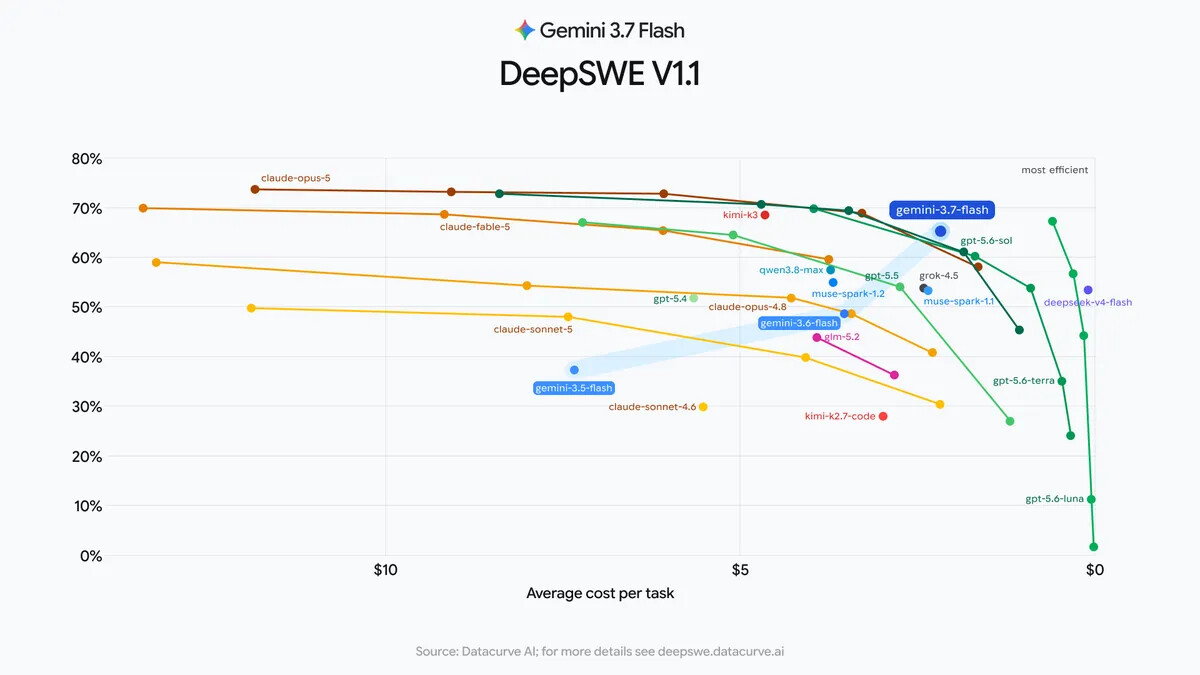 Gemini 3.7 Flash
DeepSWE V1.1
80%
most efficient
claude-opus-5
70%
gemini-3.7-flash
kimi-k3
claude-fable-5
gpt-5.6-sol
60%
qwen3.8-max
gpt-5.5
grok-4.5
muse-spark-1.2
gpt-5.4
muse-spark-1.1
deepseek-v4-flash
50%
claude-opus-4.8
gemini-3.6-flash
claude-sonnet-5
glm-5.2
40%
gemini-3.5-flash
gpt-5.6-terra
30%
claude-sonnet-4.6
kimi-k2.7-code
20%
gpt-5.6-luna
10%
0%
$10
$5
$0
Average cost per task
Source: Datacurve AI; for more details see deepswe.datacurve.ai